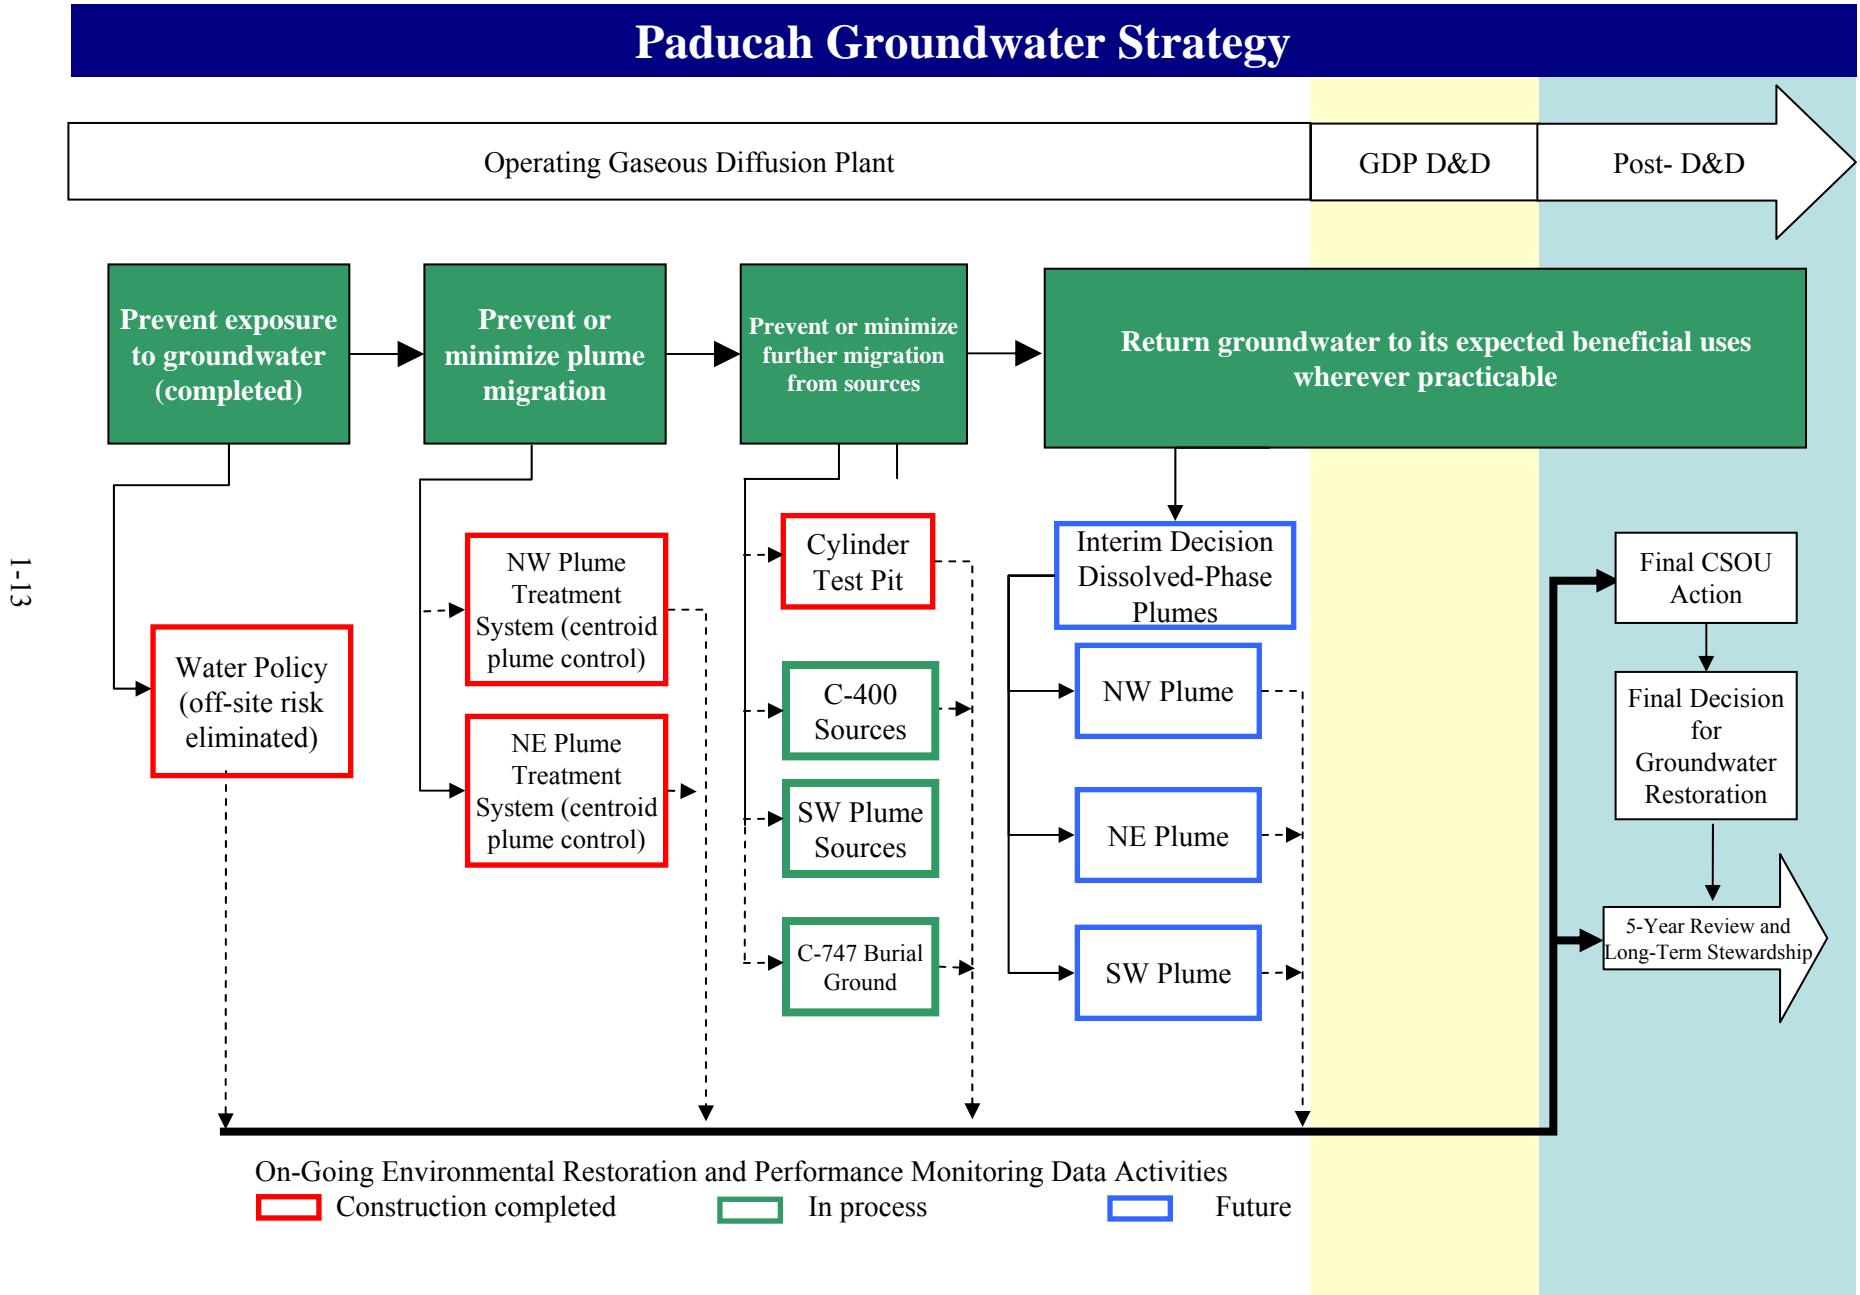 Paducah Groundwater Strategy
Operating Gaseous Diffusion Plant
GDP D&D
Post- D&D
Prevent exposure
to groundwater
(completed)
Prevent or
minimize plume
migration
Prevent or minimize
further migration
from sources
Return groundwater to its expected beneficial uses
wherever practicable
Water Policy
(off-site risk
eliminated)
NW Plume
Treatment
System (centroid
plume control)
NE Plume
Treatment
System (centroid
plume control)
Cylinder
Test Pit
C-400
Sources
SW Plume
Sources
C-747 Burial
Ground
Interim Decision
Dissolved-Phase
Plumes
NW Plume
NE Plume
SW Plume
Final CSOU
Action
Final Decision
for
Groundwater
Restoration
5-Year Review and
Long-Term Stewardship
On-Going Environmental Restoration and Performance Monitoring Data Activities
Construction completed
In process
Future
1-13